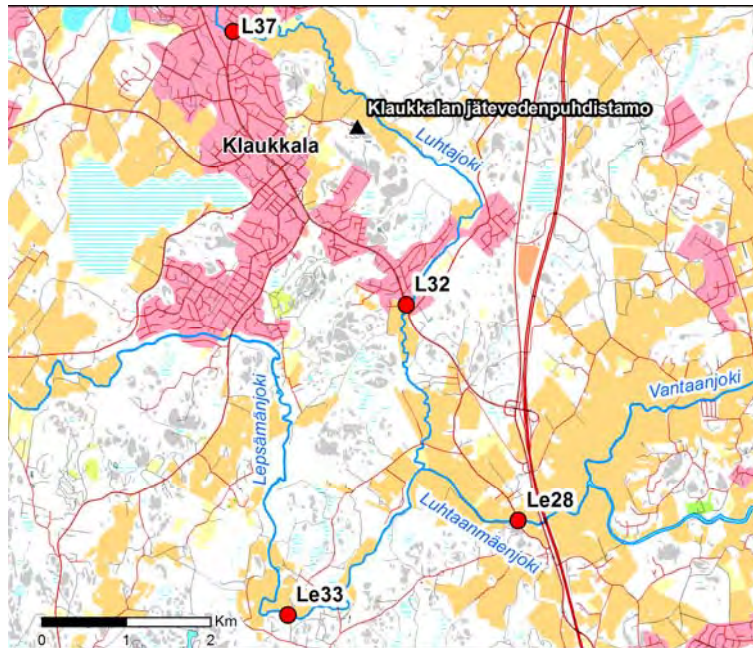 L37
Klaukkalan jätevedenpuhdistamo
Klaukkala
Luhtajoki
L32
Vantaanjoki
Lepsämänjoki
Luhtaanmäenjoki
Le28
Le33
Km
0 1 2